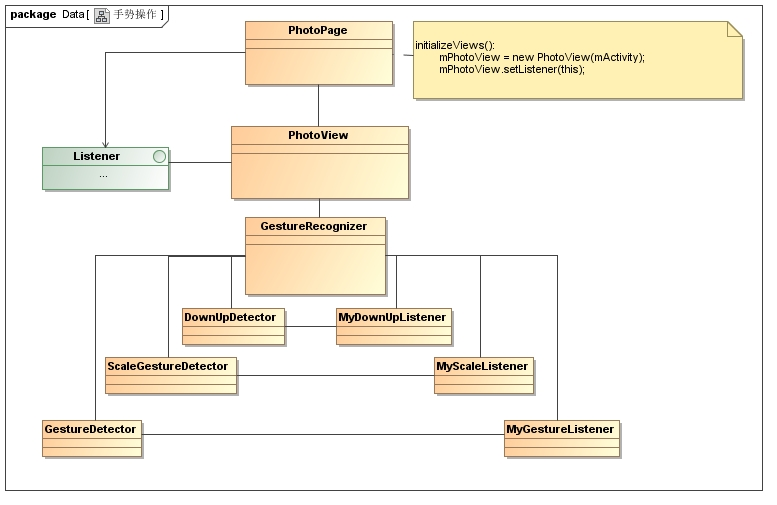 package Data[ 手势操作 ]
PhotoPage
initializeViews():
mPhotoView = new PhotoView(mActivity);
mPhotoView.setListener(this);
PhotoView
Listener
...
GestureRecognizer
DownUpDetector
MyDownUpListener
ScaleGestureDetector
MyScaleListener
GestureDetector
MyGestureListener